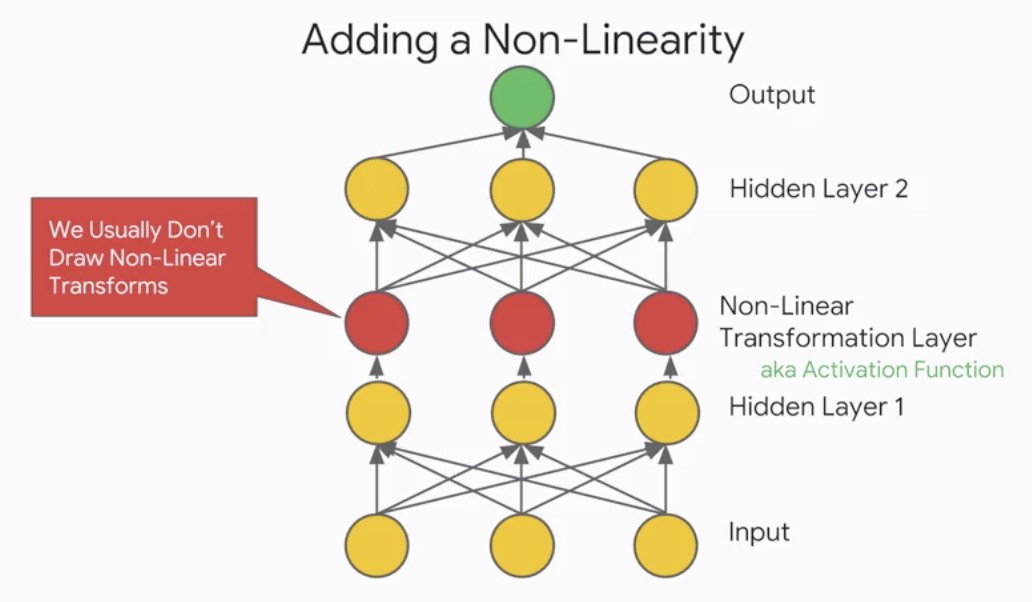 Adding a Non-Linearity
Output
Hidden Layer 2
We Usually Don't
Draw Non-Linear
Transforms
Non-Linear
Transformation Layer
aka Activation Function
Hidden Layer 1
Input